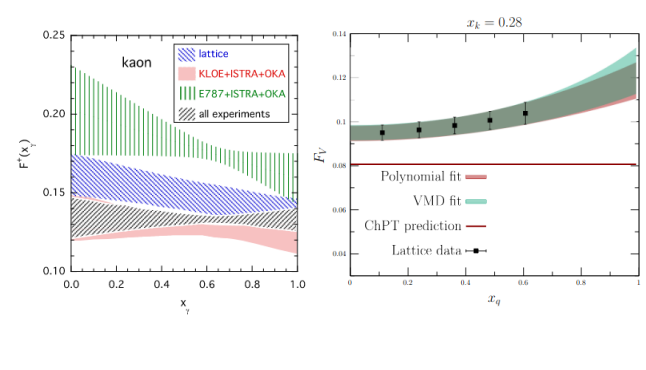 kaon
lattice
KLOE+ISTRA+OKA
E787+ISTRA+OKA
all experiments
F⁺(xγ)
0.25
0.20
0.15
0.10
0.0 0.2 0.4 0.6 0.8 1.0
xγ
x_k = 0.28
F_V
0.14
0.12
0.1
0.08
0.06
0.04
Polynomial fit
VMD fit
ChPT prediction
Lattice data
0 0.2 0.4 0.6 0.8 1
x_q